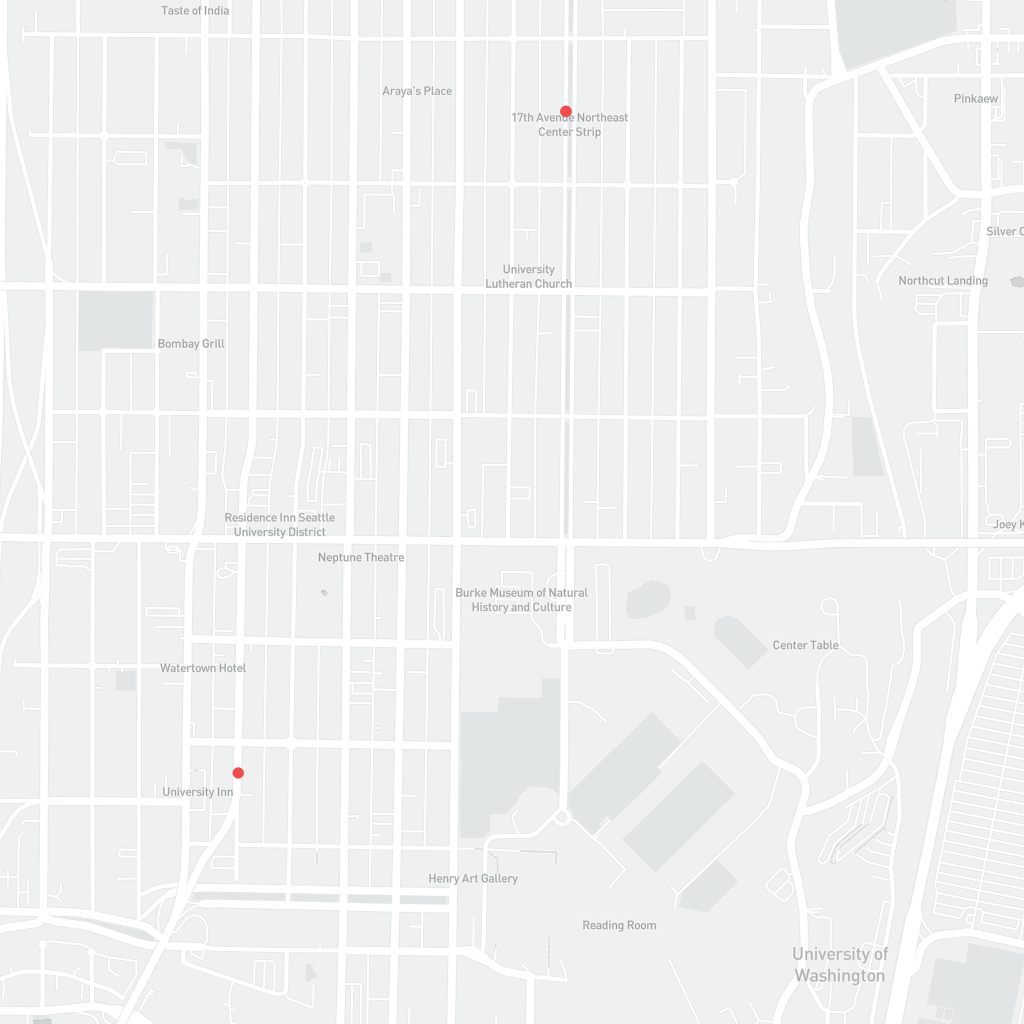 Taste of India
Araya's Place
Pinkaew
17th Avenue Northeast
Center Strip
Silver C
University
Lutheran Church
Northcut Landing
Bombay Grill
Residence Inn Seattle
University District
Joey K
Neptune Theatre
Burke Museum of Natural
History and Culture
Center Table
Watertown Hotel
University Inn
Henry Art Gallery
Reading Room
University of
Washington